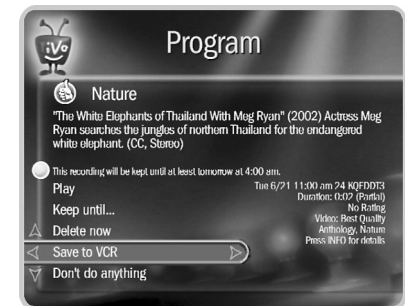 TiVo
Program
Nature
"The White Elephants of Thailand With Meg Ryan" (2002) Actress Meg
Ryan searches the jungles of northern Thailand for the endangered
white elephant. (CC, Stereo)
This recording will be kept until at least tomorrow at 4:00 am.
Play
Tue 6/21 11:00 am 24 KQEDDT3
Duration: 0:02 (Partial)
No Rating
Keep until...
Video: Best Quality
Delete now
Anthology, Nature
Press INFO for details
Save to VCR
Don't do anything